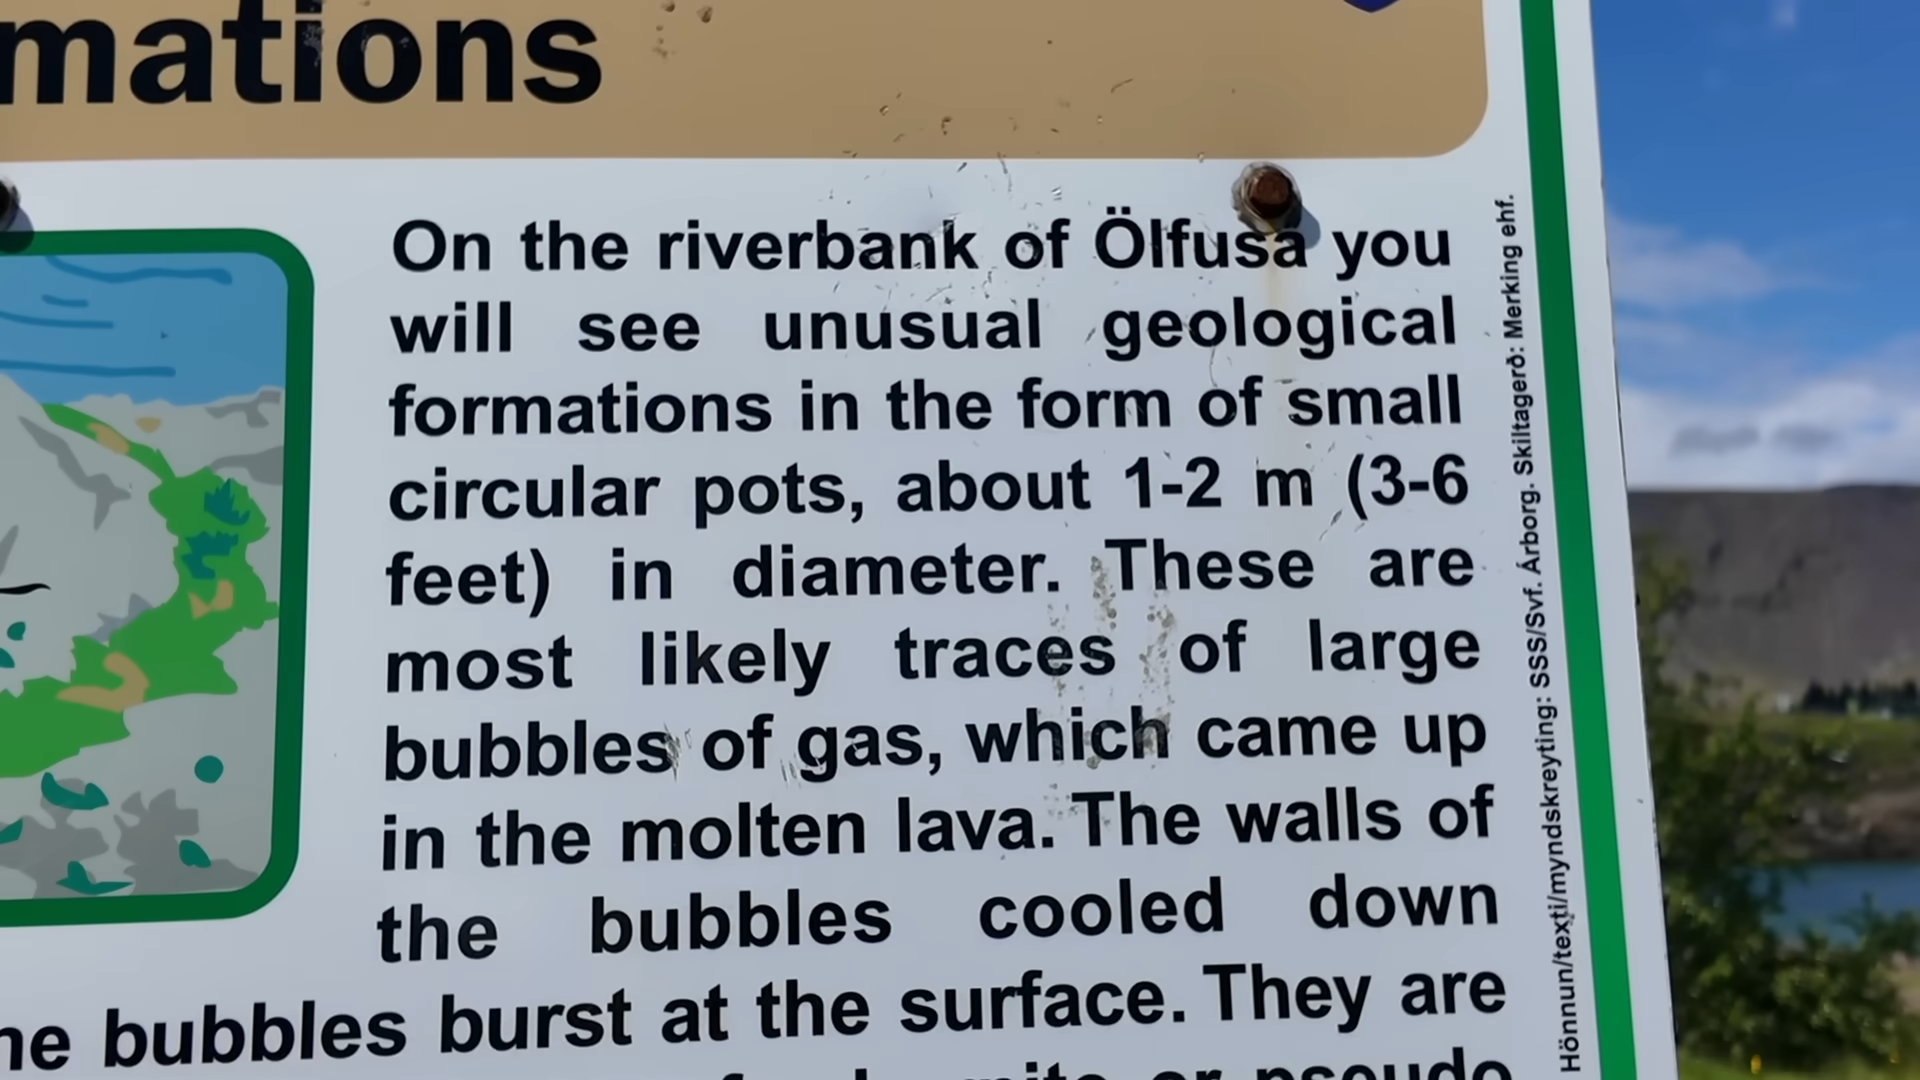 mations
On the riverbank of Ölfusa you
will see unusual geological
formations in the form of small
circular pots, about 1-2 m (3-6
feet) in diameter. These are
most likely traces of large
bubbles of gas, which came up
in the molten lava. The walls of
the bubbles cooled down
he bubbles burst at the surface. They are
or pseudo
Hönnun/texti/myndskreyting: SSS/Svf. Árborg. Skiltagerð: Merking ehf.